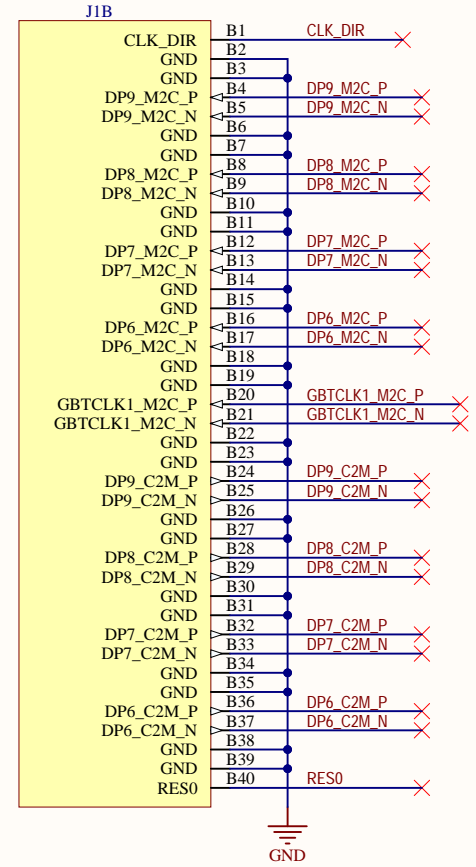 J1B
CLK_DIR B1 CLK_DIR
GND B2
GND B3
DP9_M2C_P B4 DP9_M2C_P
DP9_M2C_N B5 DP9_M2C_N
GND B6
GND B7
DP8_M2C_P B8 DP8_M2C_P
DP8_M2C_N B9 DP8_M2C_N
GND B10
GND B11
DP7_M2C_P B12 DP7_M2C_P
DP7_M2C_N B13 DP7_M2C_N
GND B14
GND B15
DP6_M2C_P B16 DP6_M2C_P
DP6_M2C_N B17 DP6_M2C_N
GND B18
GND B19
GBTCLK1_M2C_P B20 GBTCLK1_M2C_P
GBTCLK1_M2C_N B21 GBTCLK1_M2C_N
GND B22
GND B23
DP9_C2M_P B24 DP9_C2M_P
DP9_C2M_N B25 DP9_C2M_N
GND B26
GND B27
DP8_C2M_P B28 DP8_C2M_P
DP8_C2M_N B29 DP8_C2M_N
GND B30
GND B31
DP7_C2M_P B32 DP7_C2M_P
DP7_C2M_N B33 DP7_C2M_N
GND B34
GND B35
DP6_C2M_P B36 DP6_C2M_P
DP6_C2M_N B37 DP6_C2M_N
GND B38
GND B39
RES0 B40 RES0
GND